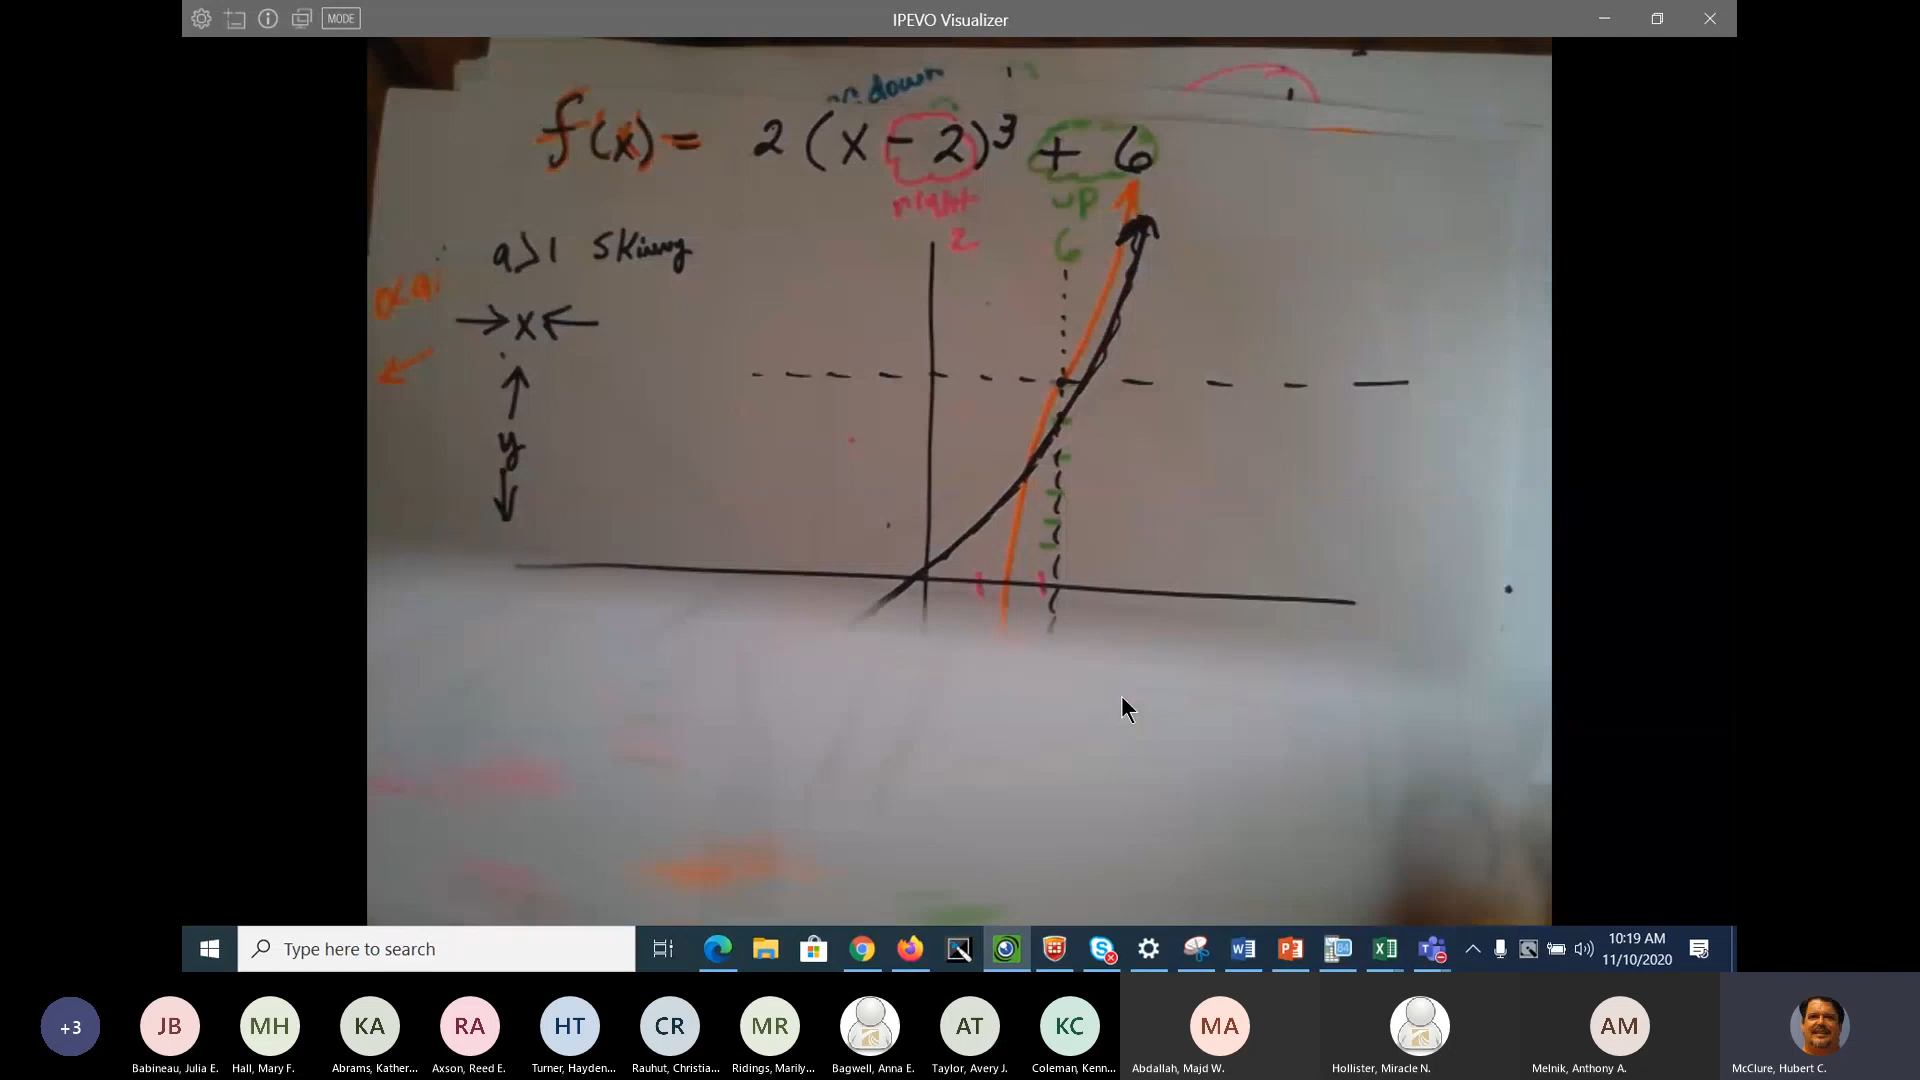 IPEVO Visualizer
MODE
down
f(x) = 2(x - 2)³ + 6
right up
2 6
a>1 Skinny
→x←
↑
y
↓
Type here to search
10:19 AM
11/10/2020
+3
JB
MH
KA
RA
HT
CR
MR
AT
KC
MA
AM
Babineau, Julia E.
Hall, Mary F.
Abrams, Kather...
Axson, Reed E.
Turner, Hayden...
Rauhut, Christia...
Ridings, Marily...
Bagwell, Anna E.
Taylor, Avery J.
Coleman, Kenn...
Abdallah, Majd W.
Hollister, Miracle N.
Melnik, Anthony A.
McClure, Hubert C.